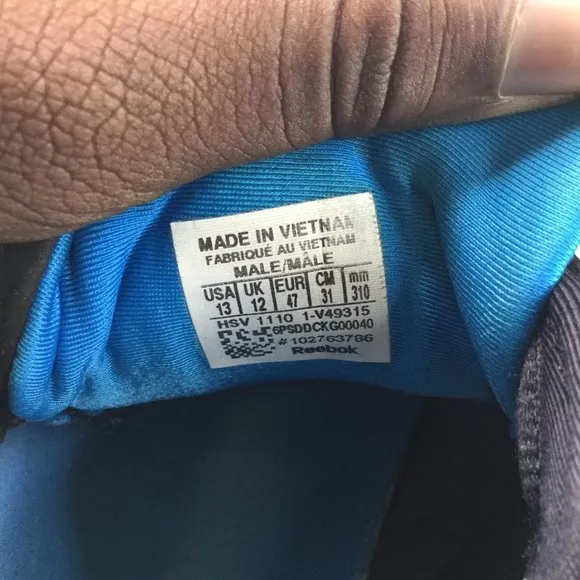 MADE IN VIETNAM
FABRIQUÉ AU VIETNAM
MALE/MÂLE
USA UK EUR CM mm
13 12 47 31 310
HSV 1110 1-V49315
6PSDDCKG00040
#102763786
Reebok